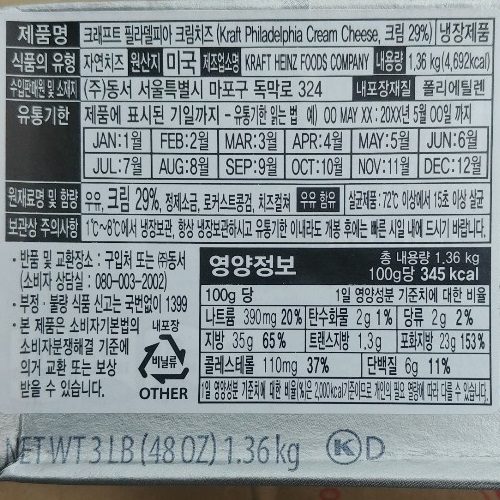 제품명 크래프트 필라델피아 크림치즈 (Kraft Philadelphia Cream Cheese, 크림 29%) 냉장제품
식품의 유형 자연치즈 원산지 미국 제조업소명 KRAFT HEINZ FOODS COMPANY 내용량 1.36 kg(4,692kcal)
수입판매원 및 소재지 (주)동서 서울특별시 마포구 독막로 324 내포장재질 폴리에틸렌
유통기한 제품에 표시된 기일까지 - 유통기한 읽는 법 예) 00 MAY XX : 20XX년 5월 00일 까지
JAN:1월 FEB:2월 MAR:3월 APR:4월 MAY:5월 JUN:6월
JUL:7월 AUG:8월 SEP:9월 OCT:10월 NOV:11월 DEC:12월
원재료명 및 함량 우유, 크림 29%, 정제소금, 로커스트콩검, 치즈컬쳐 우유 함유 살균제품: 72℃ 이상에서 15초 이상 살균
보관상 주의사항 1℃~6℃에서 냉장보관, 항상 냉장보관하시고 유통기한 이내라도 개봉 후에는 빠른 시일 내에 드시기 바랍니다.
· 반품 및 교환장소 : 구입처 또는 ㈜동서
(소비자 상담실 : 080-003-2002)
· 부정 · 불량 식품 신고는 국번없이 1399
· 본 제품은 소비자기본법의
소비자분쟁해결 기준에
의거 교환 또는 보상
받을 수 있습니다.
내포장
비닐류
OTHER
영양정보 총 내용량 1.36 kg
100g당 345 kcal
100g 당 1일 영양성분 기준치에 대한 비율
나트륨 390mg 20% 탄수화물 2g 1% 당류 2g 2%
지방 35g 65% 트랜스지방 1.3g 포화지방 23g 153%
콜레스테롤 110mg 37% 단백질 6g 11%
1일 영양성분 기준치에 대한 비율(%)은 2,000kcal기준이므로 개인의 필요 열량에 따라 다를 수 있습니다.
NET WT 3 LB (48 OZ) 1.36 kg K D